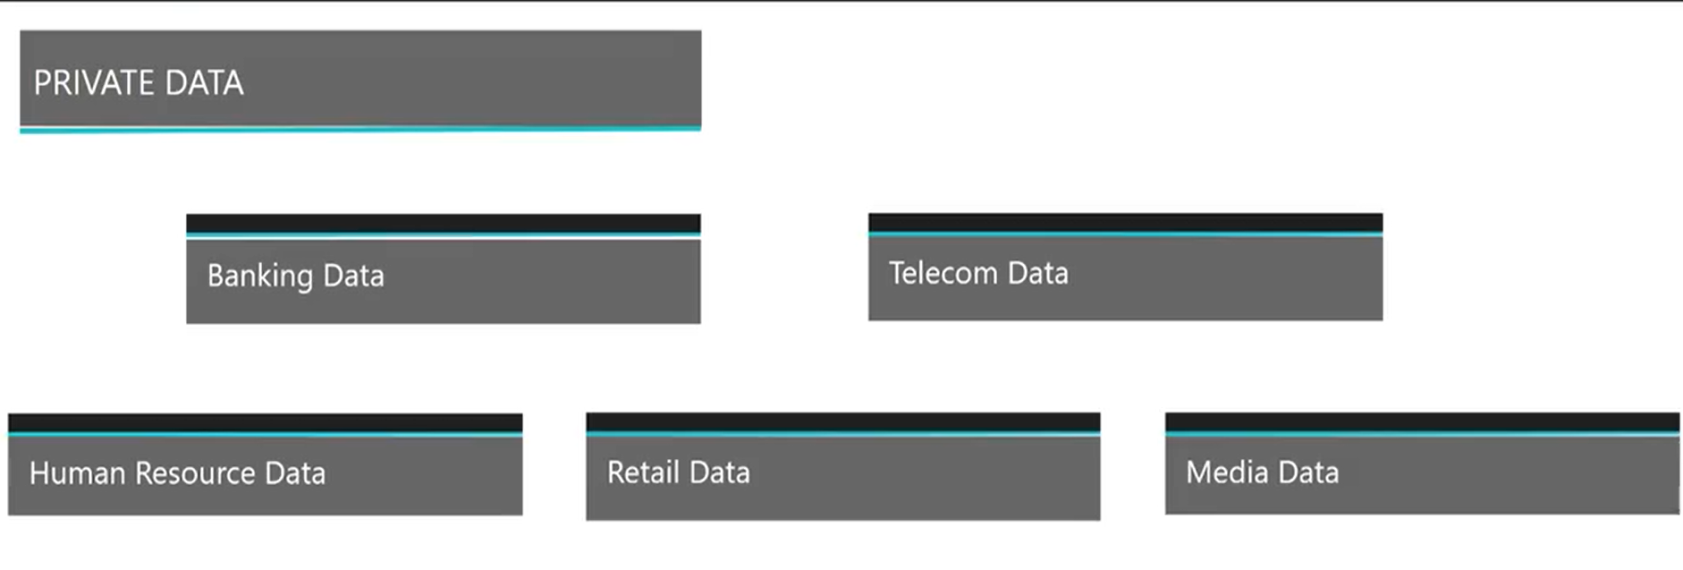 PRIVATE DATA
Banking Data
Telecom Data
Human Resource Data
Retail Data
Media Data